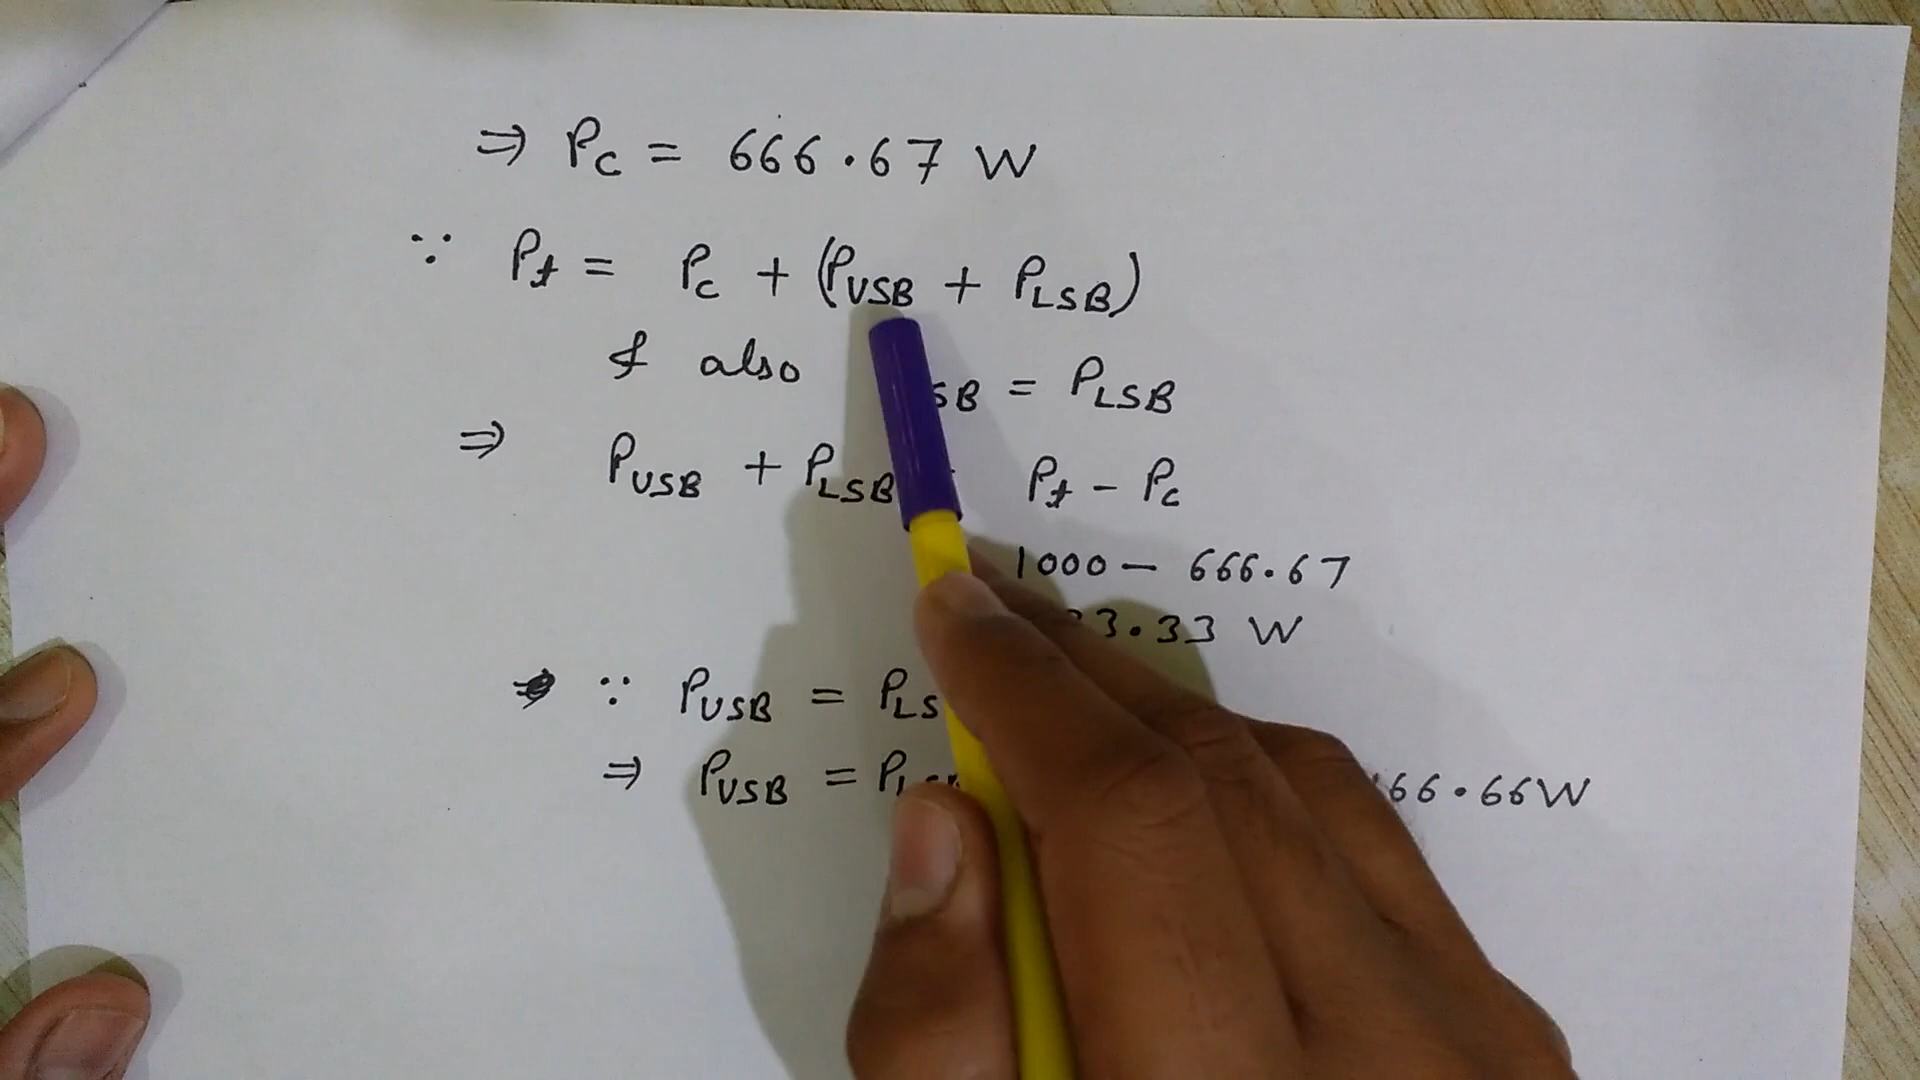 ⇒ Pc = 666.67 W
∵ Pt = Pc + (PUSB + PLSB)
& also SB = PLSB
⇒ PUSB + PLSB Pt - Pc
1000 - 666.67
3.33 W
∵ PUSB = PLS
⇒ PUSB = 66.66W